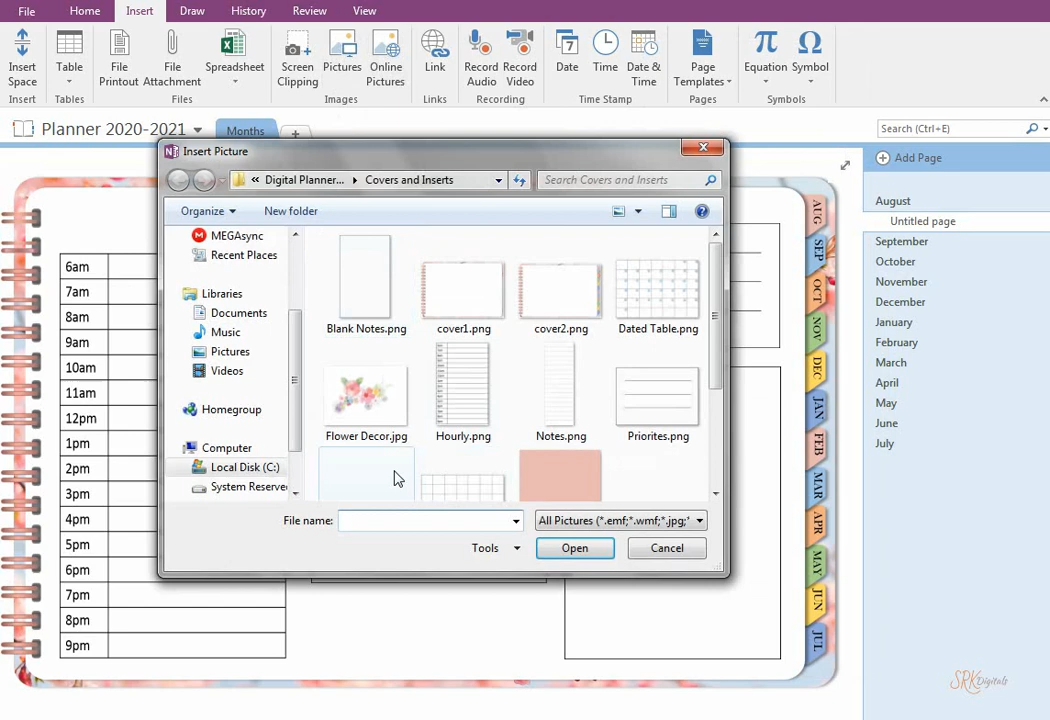 File Home Insert Draw History Review View
Insert Space
Table
File Printout
File Attachment
Spreadsheet
Screen Clipping
Pictures
Online Pictures
Link
Record Audio
Record Video
Date
Time
Date & Time
Page Templates
Equation
Symbol
Insert Tables Files Images Links Recording Time Stamp Pages Symbols
Planner 2020-2021
Months
Search (Ctrl+E)
Insert Picture
« Digital Planner... Covers and Inserts
Search Covers and Inserts
Organize New folder
MEGAsync
Recent Places
Libraries
Documents
Music
Pictures
Videos
Homegroup
Computer
Local Disk (C:)
System Reserve
Blank Notes.png cover1.png cover2.png Dated Table.png
Flower Decor.jpg Hourly.png Notes.png Priorites.png
File name: All Pictures (*.emf;*.wmf;*.jpg;*
Tools Open Cancel
6am
7am
8am
9am
10am
11am
12pm
1pm
2pm
3pm
4pm
5pm
6pm
7pm
8pm
9pm
AUG
SEP
OCT
NOV
DEC
JAN
FEB
MAR
APR
MAY
JUN
JUL
Add Page
August
Untitled page
September
October
November
December
January
February
March
April
May
June
July
SRKDigitals